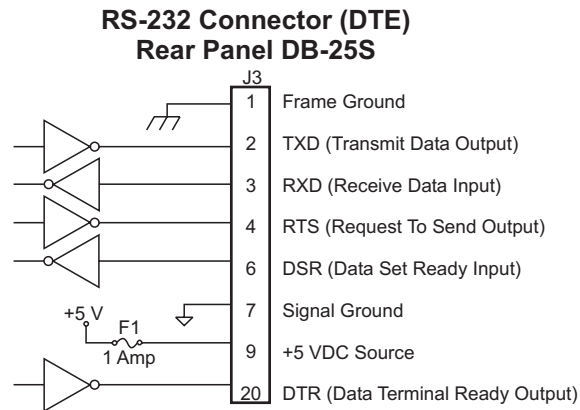 RS-232 Connector (DTE)
Rear Panel DB-25S
J3
1 Frame Ground
2 TXD (Transmit Data Output)
3 RXD (Receive Data Input)
4 RTS (Request To Send Output)
6 DSR (Data Set Ready Input)
7 Signal Ground
+5 V
F1
1 Amp
9 +5 VDC Source
20 DTR (Data Terminal Ready Output)